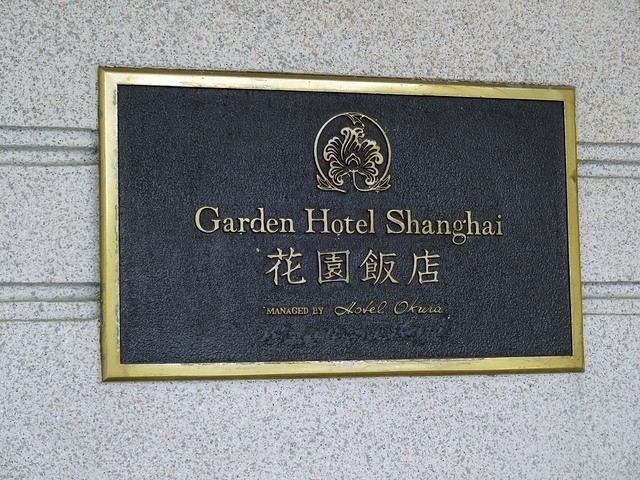 Garden Hotel Shanghai
花園飯店
MANAGED BY Hotel Okura